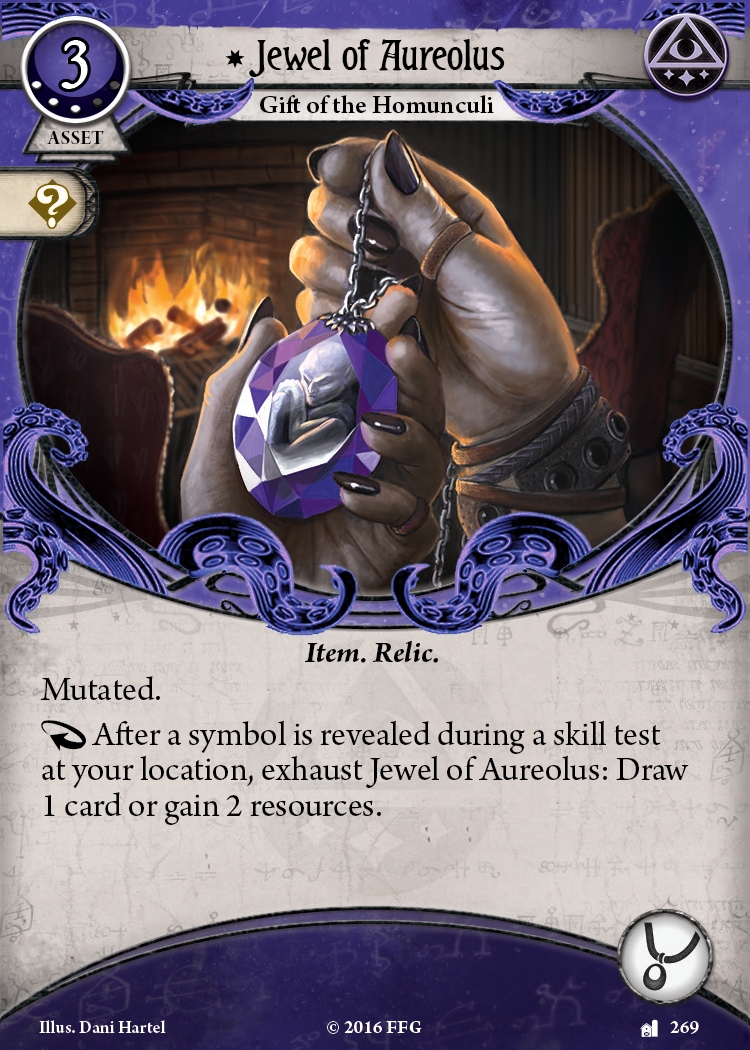 3
Jewel of Aureolus
Gift of the Homunculi
ASSET
?
Item. Relic.
Mutated.
After a symbol is revealed during a skill test
at your location, exhaust Jewel of Aureolus: Draw
1 card or gain 2 resources.
Illus. Dani Hartel
© 2016 FFG
269